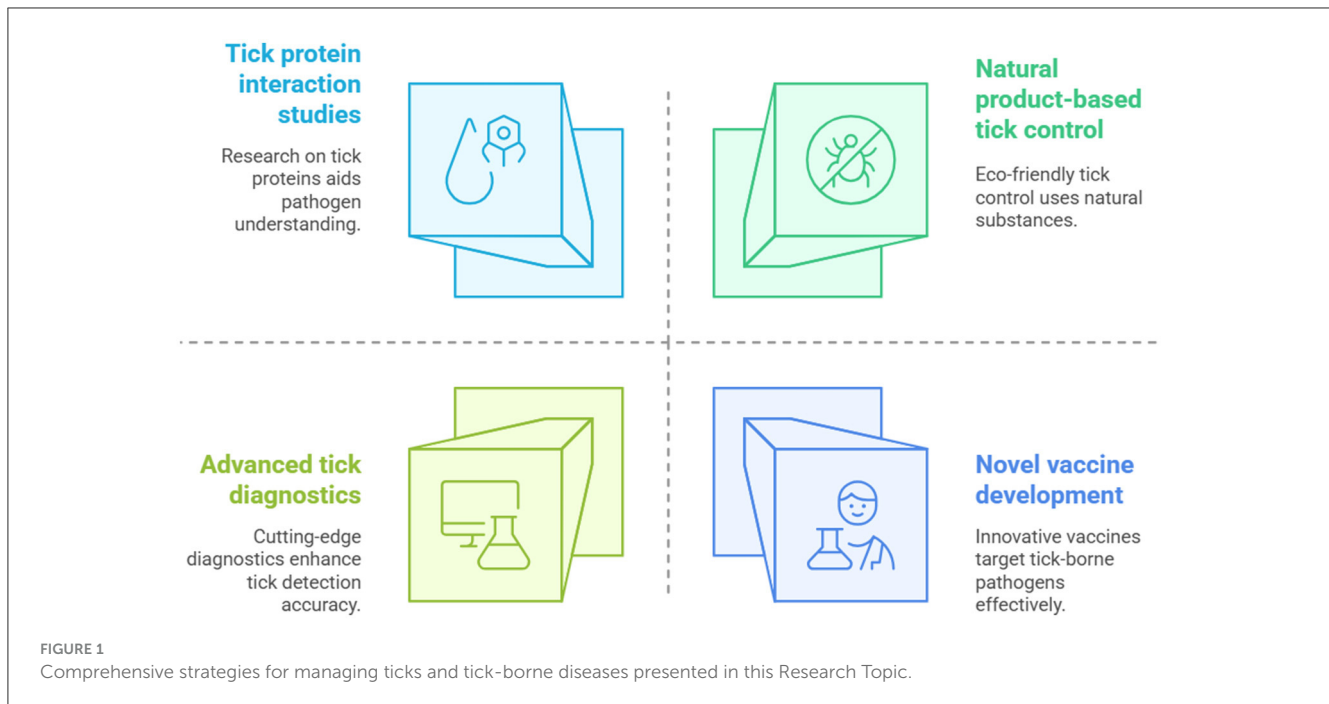 Tick protein
interaction
studies
Research on tick
proteins aids
pathogen
understanding.
Natural
product-based
tick control
Eco-friendly tick
control uses natural
substances.
Advanced tick
diagnostics
Cutting-edge
diagnostics enhance
tick detection
accuracy.
Novel vaccine
development
Innovative vaccines
target tick-borne
pathogens
effectively.
FIGURE 1
Comprehensive strategies for managing ticks and tick-borne diseases presented in this Research Topic.